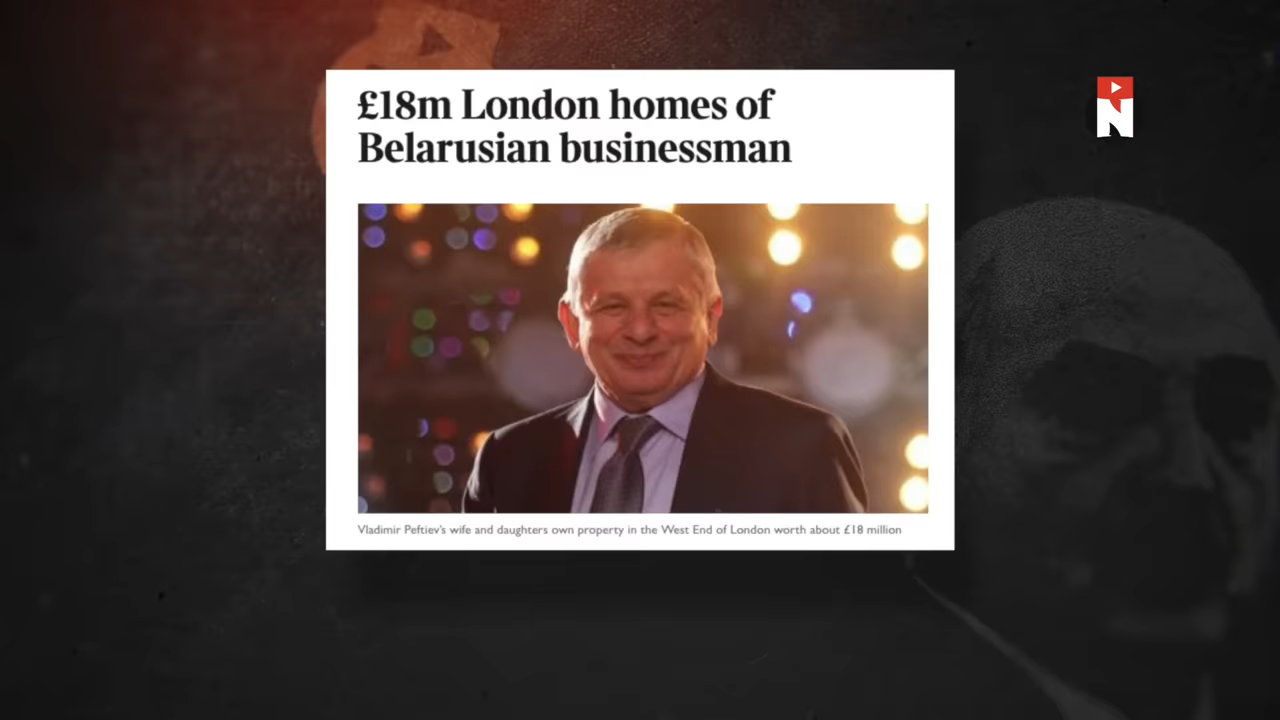 £18m London homes of
Belarusian businessman
N
Vladimir Peftiev's wife and daughters own property in the West End of London worth about £18 million